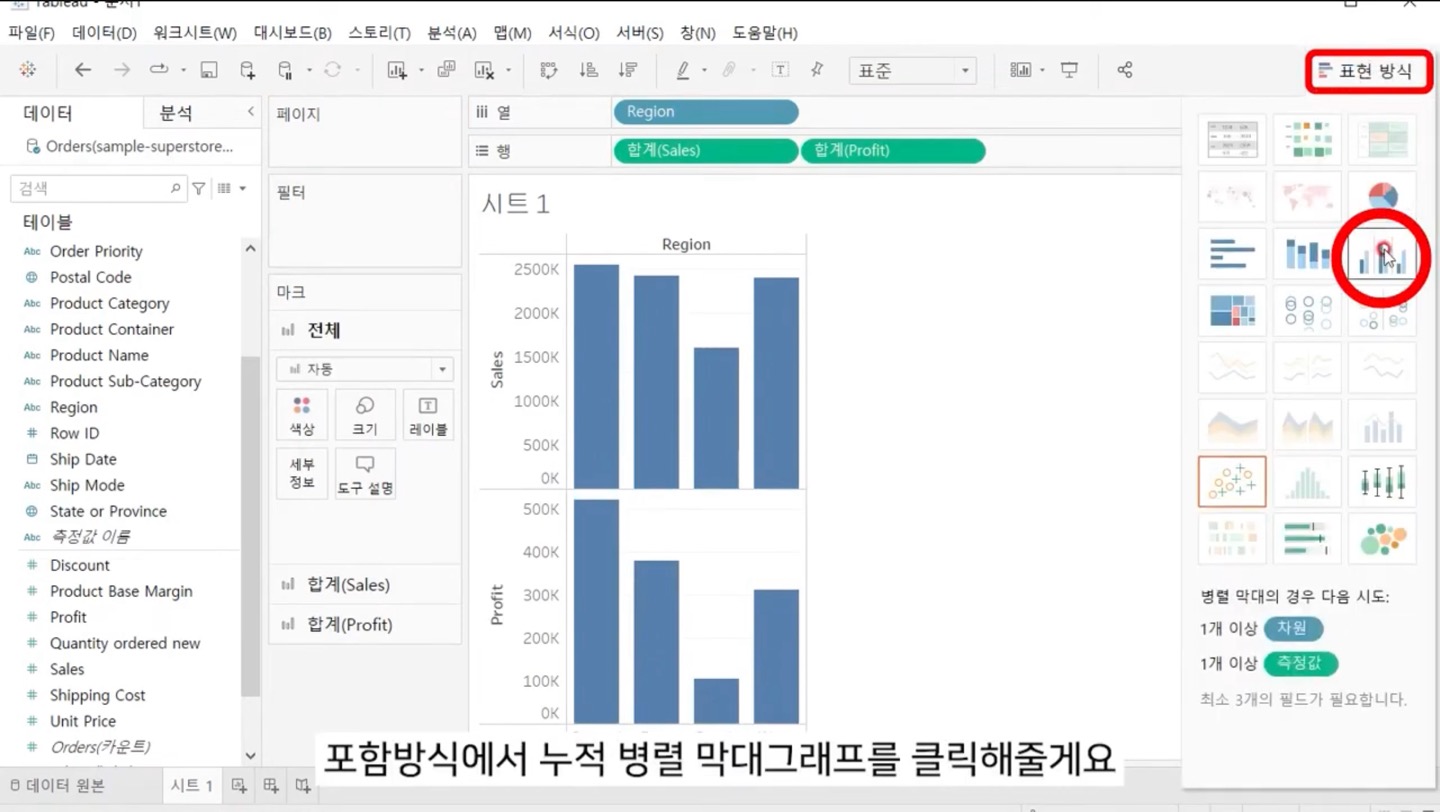 Tableau - 문서1
파일(F) 데이터(D) 워크시트(W) 대시보드(B) 스토리(T) 분석(A) 맵(M) 서식(O) 서버(S) 창(N) 도움말(H)
표준
표현 방식
데이터 분석
Orders(sample-superstore...
검색
테이블
Abc Order Priority
Postal Code
Abc Product Category
Abc Product Container
Abc Product Name
Abc Product Sub-Category
Abc Region
# Row ID
Ship Date
Abc Ship Mode
State or Province
Abc 측정값 이름
# Discount
# Product Base Margin
# Profit
# Quantity ordered new
# Sales
# Shipping Cost
# Unit Price
# Orders(카운트)
페이지
필터
마크
전체
자동
색상 크기 레이블
세부 정보 도구 설명
합계(Sales)
합계(Profit)
열 Region
행 합계(Sales) 합계(Profit)
시트 1
Region
Sales
2500K
2000K
1500K
1000K
500K
0K
Profit
500K
400K
300K
200K
100K
0K
병렬 막대의 경우 다음 시도:
1개 이상 차원
1개 이상 측정값
최소 3개의 필드가 필요합니다.
포함방식에서 누적 병렬 막대그래프를 클릭해줄게요
데이터 원본 시트 1